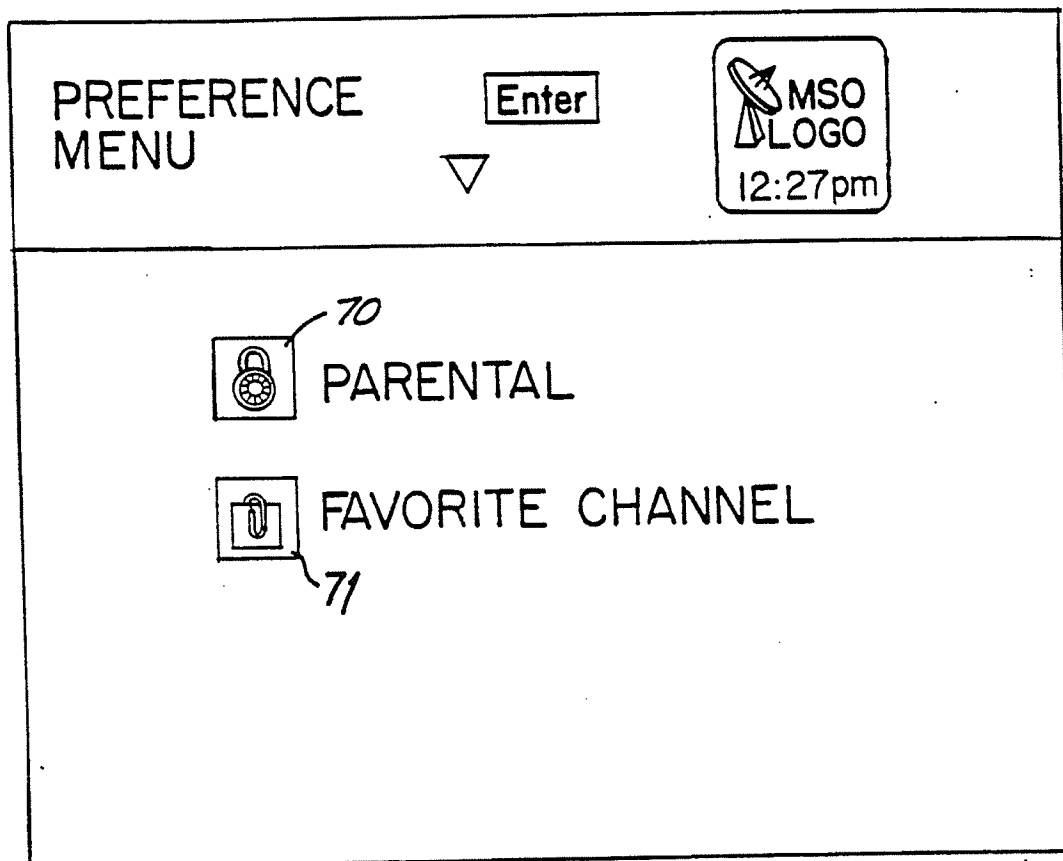 PREFERENCE
MENU
Enter
MSO
LOGO
12:27pm
70
PARENTAL
FAVORITE CHANNEL
71